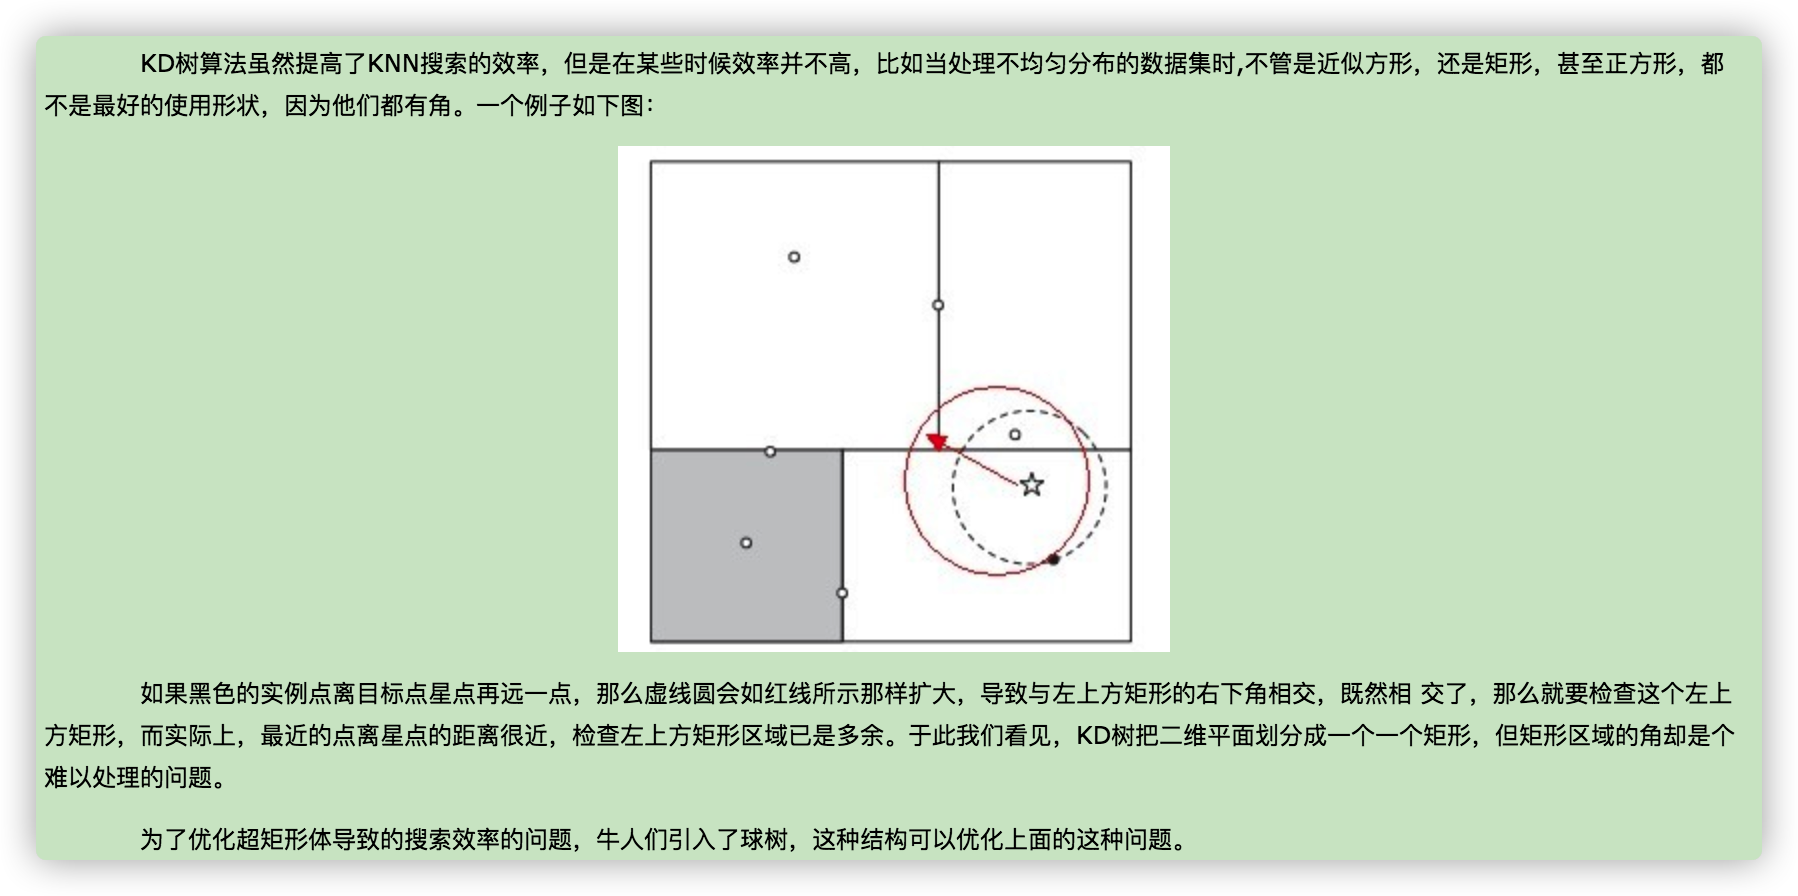 KD树算法虽然提高了KNN搜索的效率，但是在某些时候效率并不高，比如当处理不均匀分布的数据集时,不管是近似方形，还是矩形，甚至正方形，都
不是最好的使用形状，因为他们都有角。一个例子如下图：
如果黑色的实例点离目标点星点再远一点，那么虚线圆会如红线所示那样扩大，导致与左上方矩形的右下角相交，既然相 交了，那么就要检查这个左上
方矩形，而实际上，最近的点离星点的距离很近，检查左上方矩形区域已是多余。于此我们看见，KD树把二维平面划分成一个一个矩形，但矩形区域的角却是个
难以处理的问题。
为了优化超矩形体导致的搜索效率的问题，牛人们引入了球树，这种结构可以优化上面的这种问题。